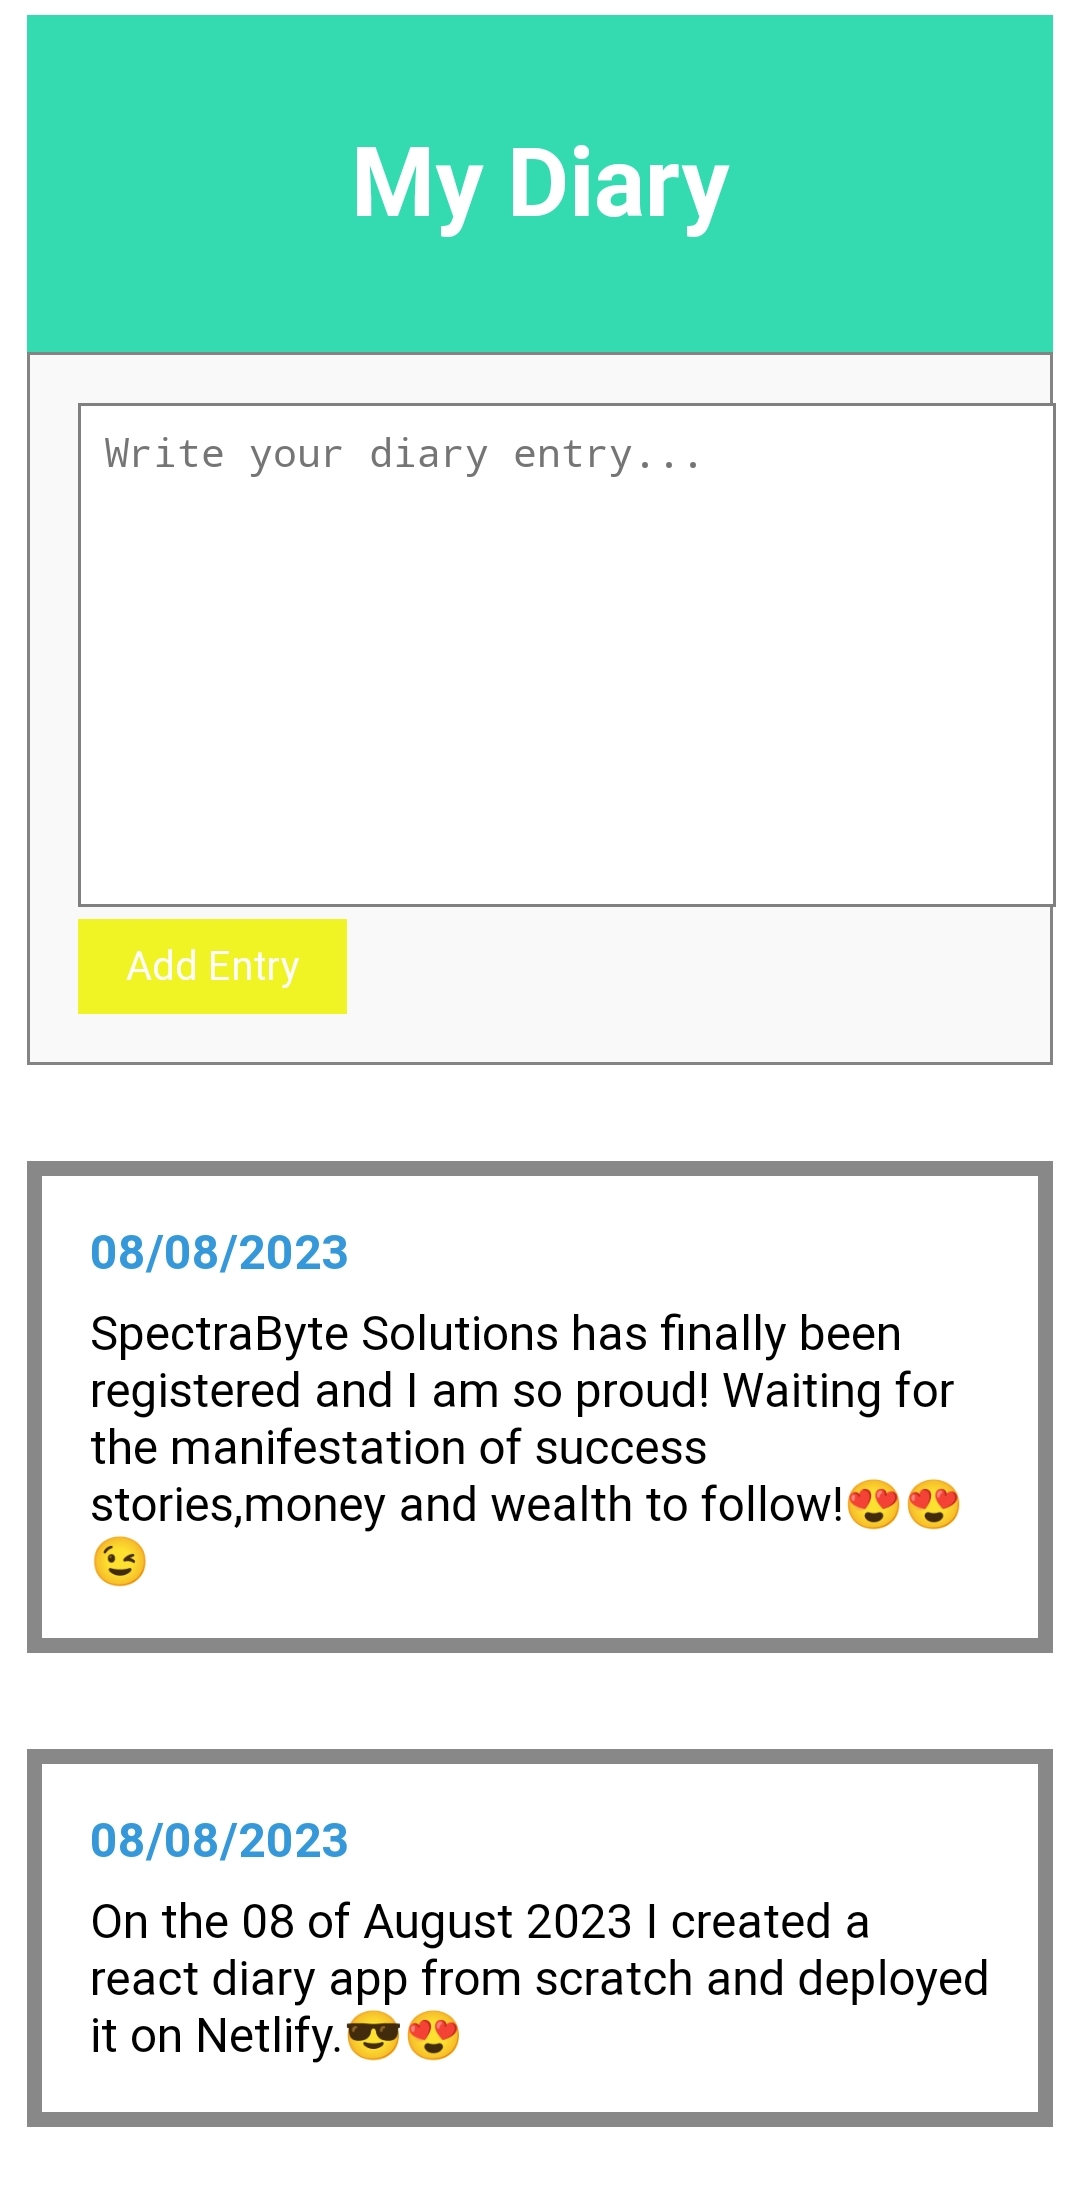 My Diary
Write your diary entry...
Add Entry
08/08/2023
SpectraByte Solutions has finally been
registered and I am so proud! Waiting for
the manifestation of success
stories,money and wealth to follow!😍😍
😉
08/08/2023
On the 08 of August 2023 I created a
react diary app from scratch and deployed
it on Netlify.😎😍